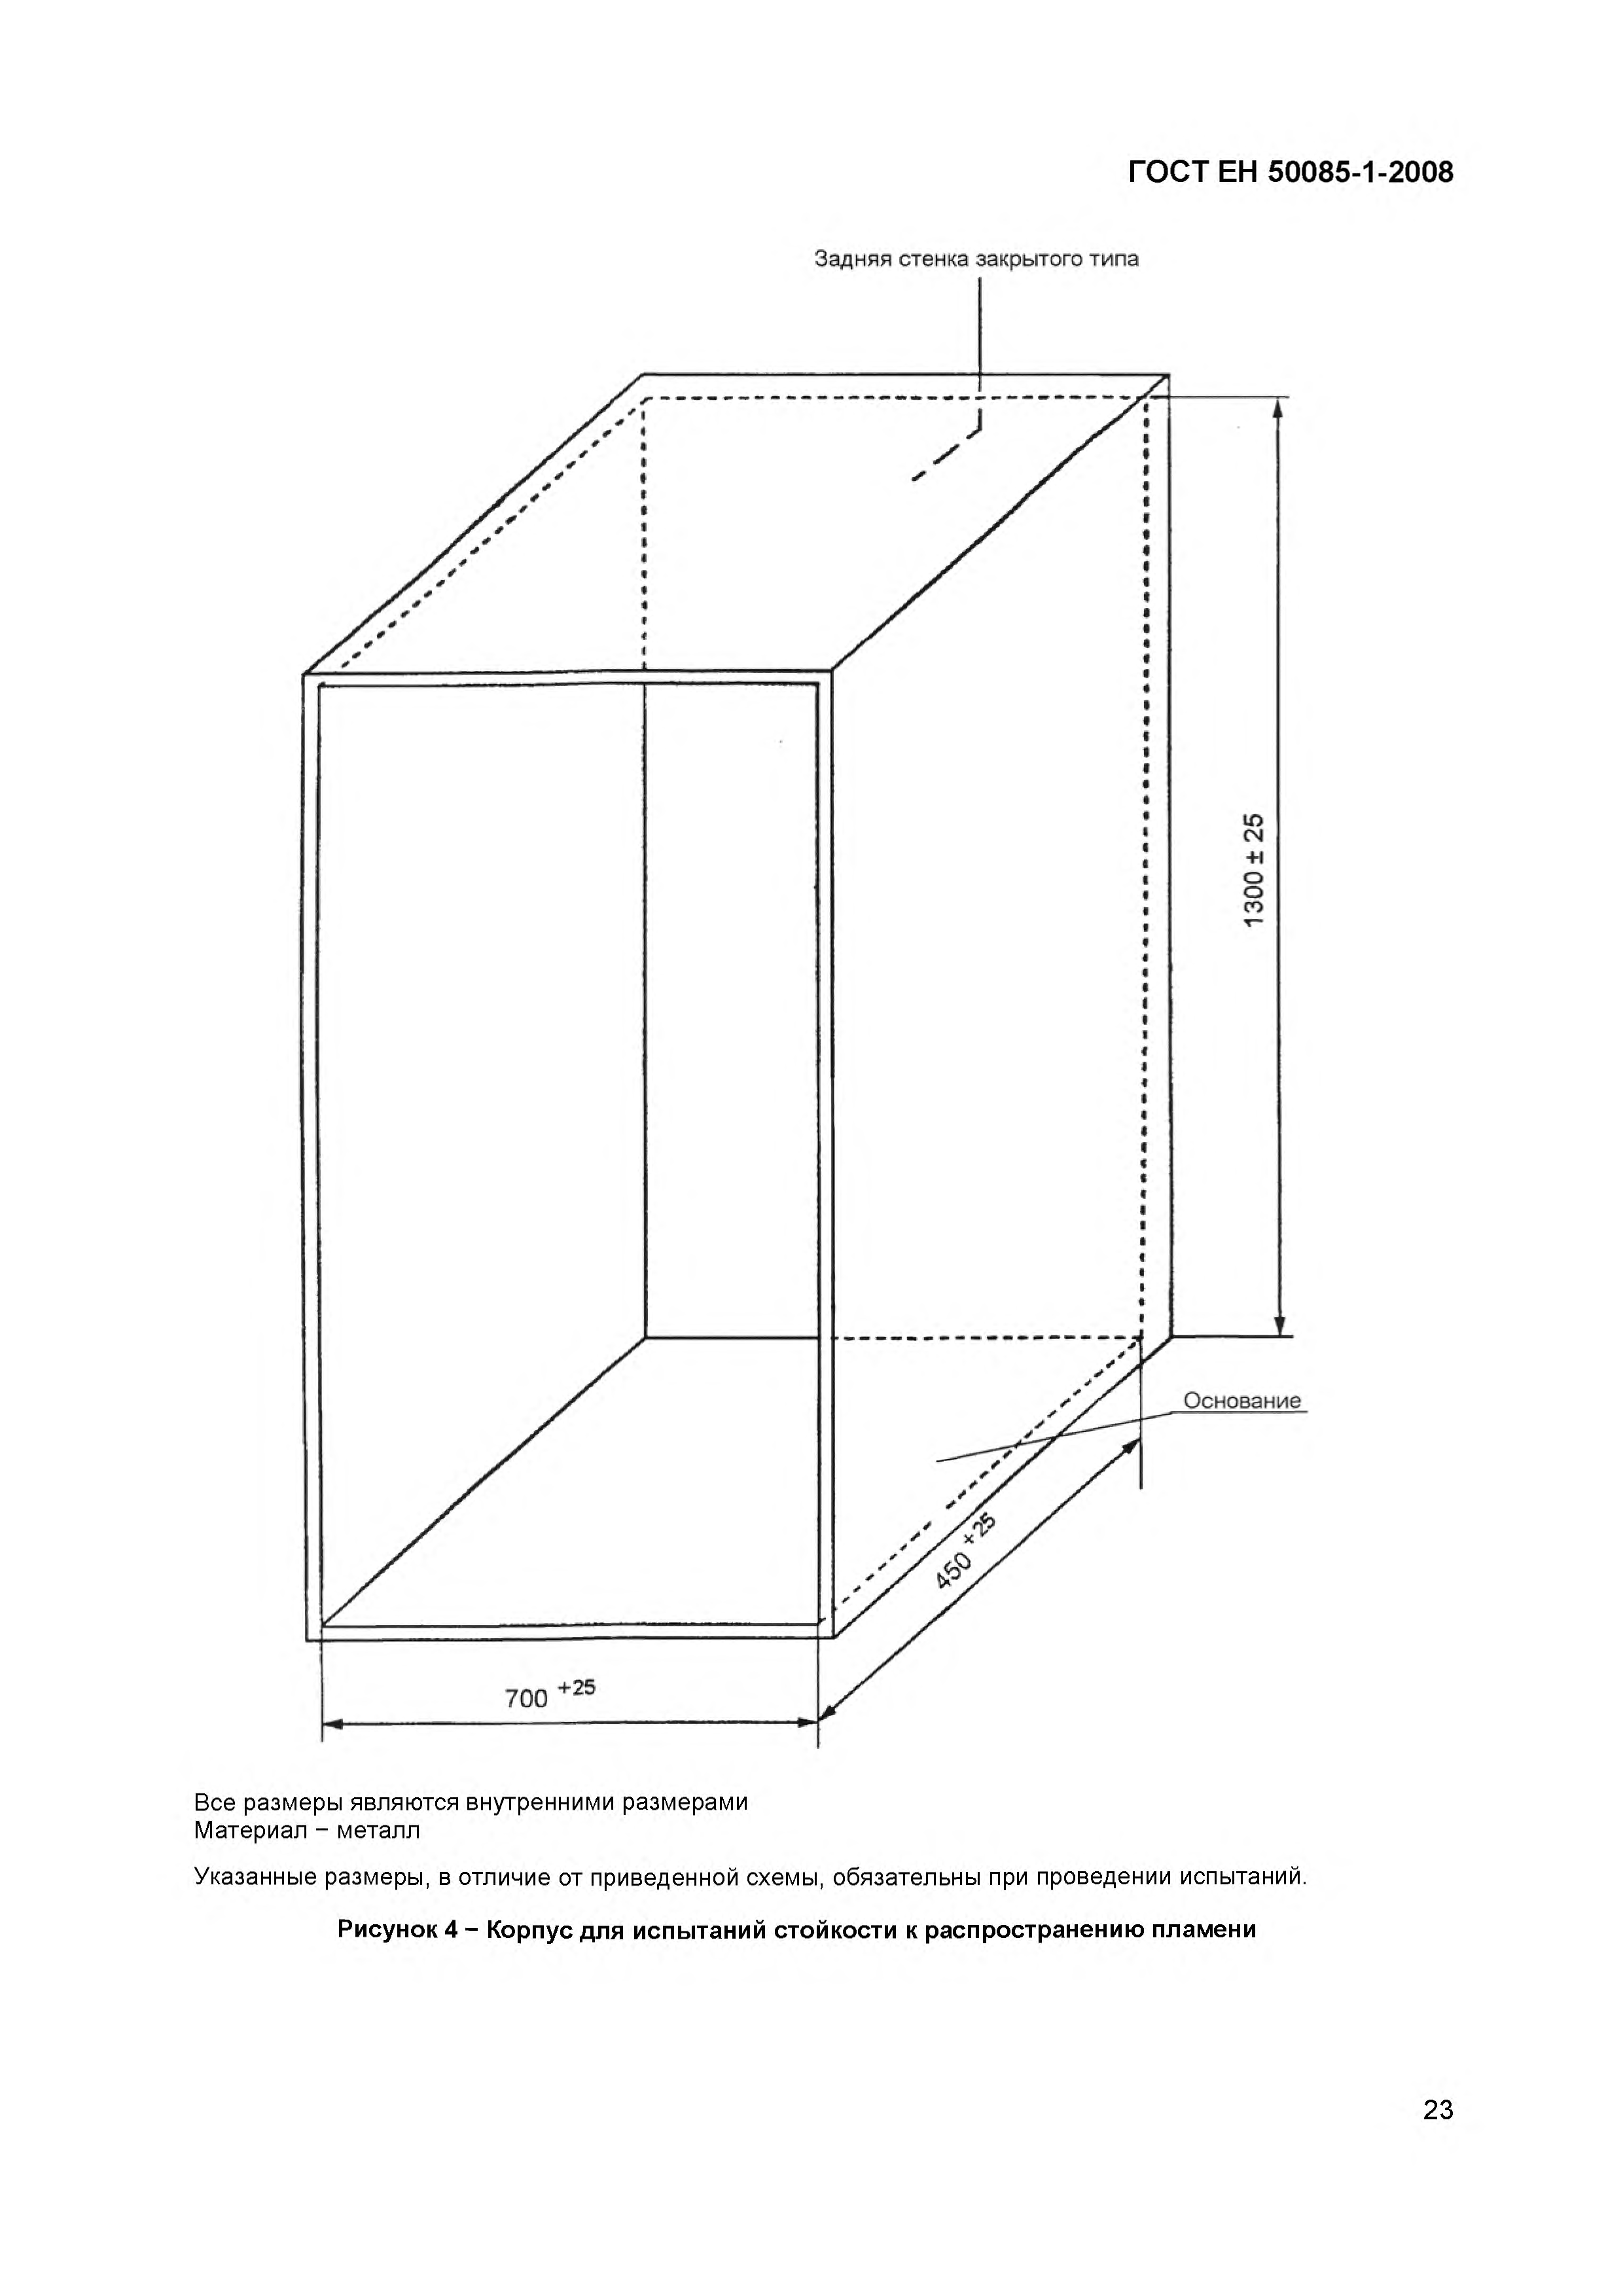 ГОСТ ЕН 50085-1-2008
Задняя стенка закрытого типа
1300 ± 25
Основание
450 +25
700 +25
Все размеры являются внутренними размерами
Материал − металл
Указанные размеры, в отличие от приведенной схемы, обязательны при проведении испытаний.
Рисунок 4 − Корпус для испытаний стойкости к распространению пламени
23